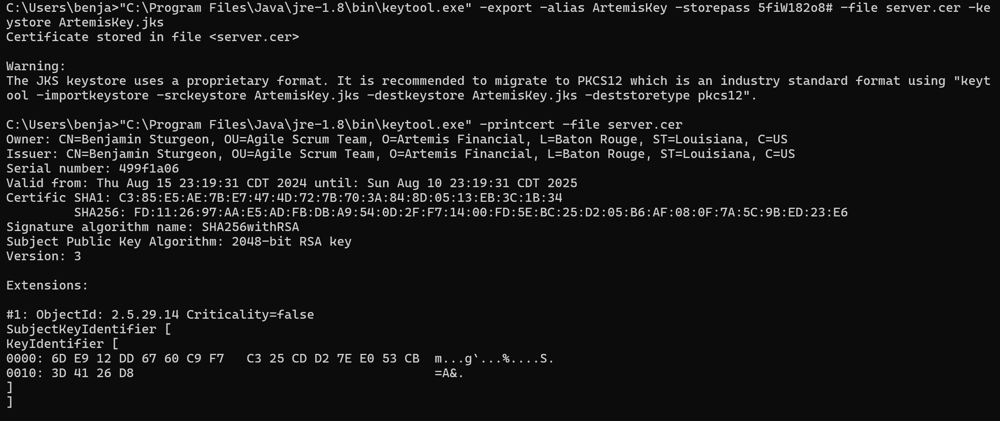 C:\Users\benja>"C:\Program Files\Java\jre-1.8\bin\keytool.exe" -export -alias ArtemisKey -storepass 5fiW182o8# -file server.cer -ke
ystore ArtemisKey.jks
Certificate stored in file <server.cer>
Warning:
The JKS keystore uses a proprietary format. It is recommended to migrate to PKCS12 which is an industry standard format using "keyt
ool -importkeystore -srckeystore ArtemisKey.jks -destkeystore ArtemisKey.jks -deststoretype pkcs12".
C:\Users\benja>"C:\Program Files\Java\jre-1.8\bin\keytool.exe" -printcert -file server.cer
Owner: CN=Benjamin Sturgeon, OU=Agile Scrum Team, O=Artemis Financial, L=Baton Rouge, ST=Louisiana, C=US
Issuer: CN=Benjamin Sturgeon, OU=Agile Scrum Team, O=Artemis Financial, L=Baton Rouge, ST=Louisiana, C=US
Serial number: 499f1a06
Valid from: Thu Aug 15 23:19:31 CDT 2024 until: Sun Aug 10 23:19:31 CDT 2025
Certific SHA1: C3:85:E5:AE:7B:E7:47:4D:72:7B:70:3A:84:8D:05:13:EB:3C:1B:34
SHA256: FD:11:26:97:AA:E5:AD:FB:DB:A9:54:0D:2F:F7:14:00:FD:5E:BC:25:D2:05:B6:AF:08:0F:7A:5C:9B:ED:23:E6
Signature algorithm name: SHA256withRSA
Subject Public Key Algorithm: 2048-bit RSA key
Version: 3
Extensions:
#1: ObjectId: 2.5.29.14 Criticality=false
SubjectKeyIdentifier [
KeyIdentifier [
0000: 6D E9 12 DD 67 60 C9 F7   C3 25 CD D2 7E E0 53 CB  m...g`...%....S.
0010: 3D 41 26 D8                                        =A&.
]
]